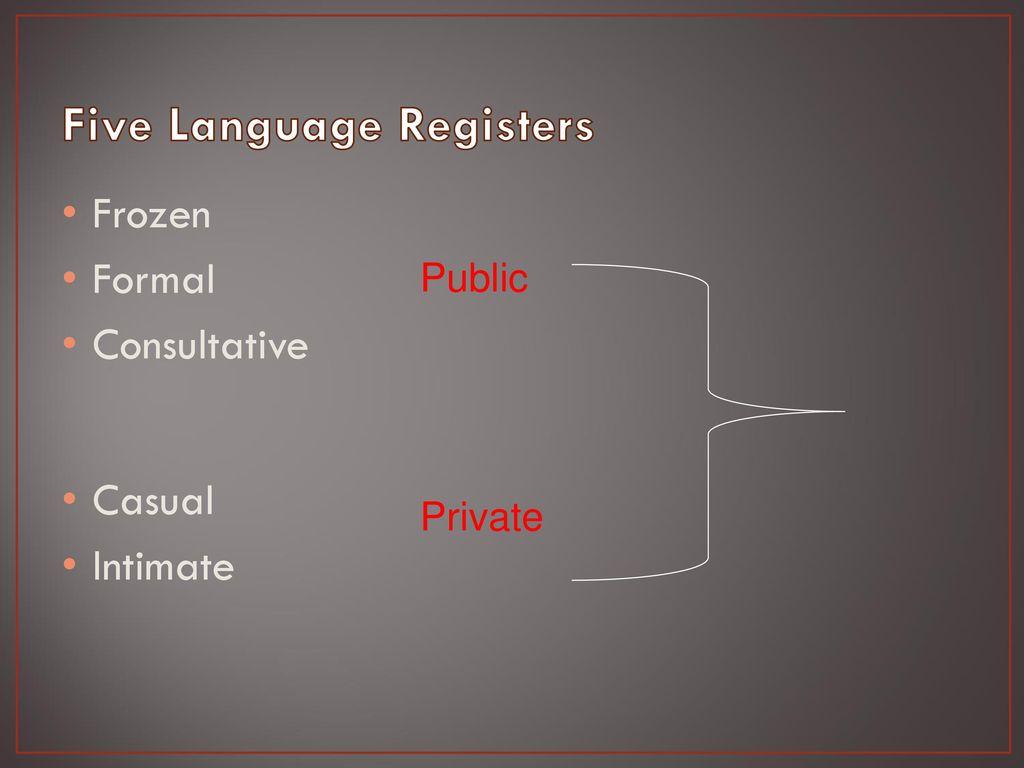 Five Language Registers
• Frozen
• Formal
Public
• Consultative
• Casual
Private
• Intimate